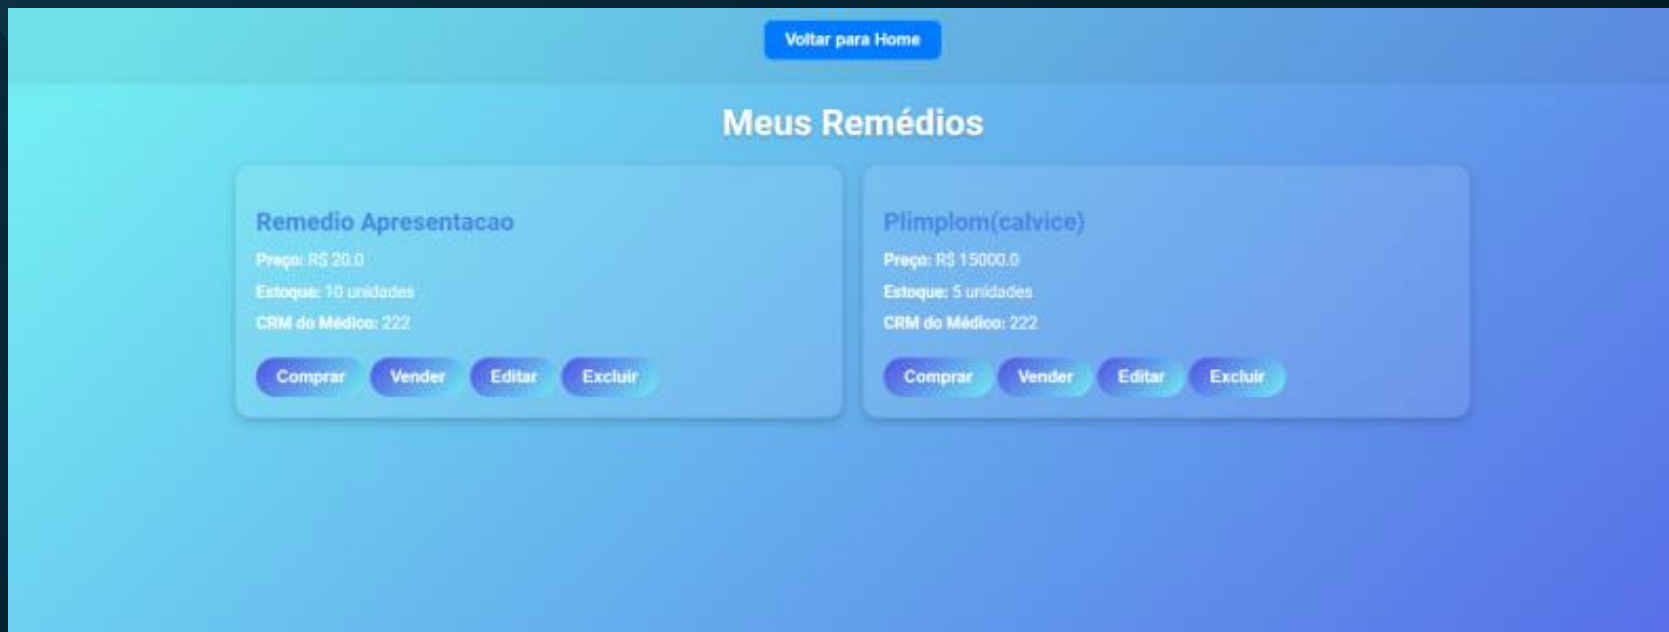 Voltar para Home
Meus Remédios
Remedio Apresentacao
Preço: R$ 20.0
Estoque: 10 unidades
CRM do Médico: 222
Comprar Vender Editar Excluir
Plimplom(calvice)
Preço: R$ 15000.0
Estoque: 5 unidades
CRM do Médico: 222
Comprar Vender Editar Excluir